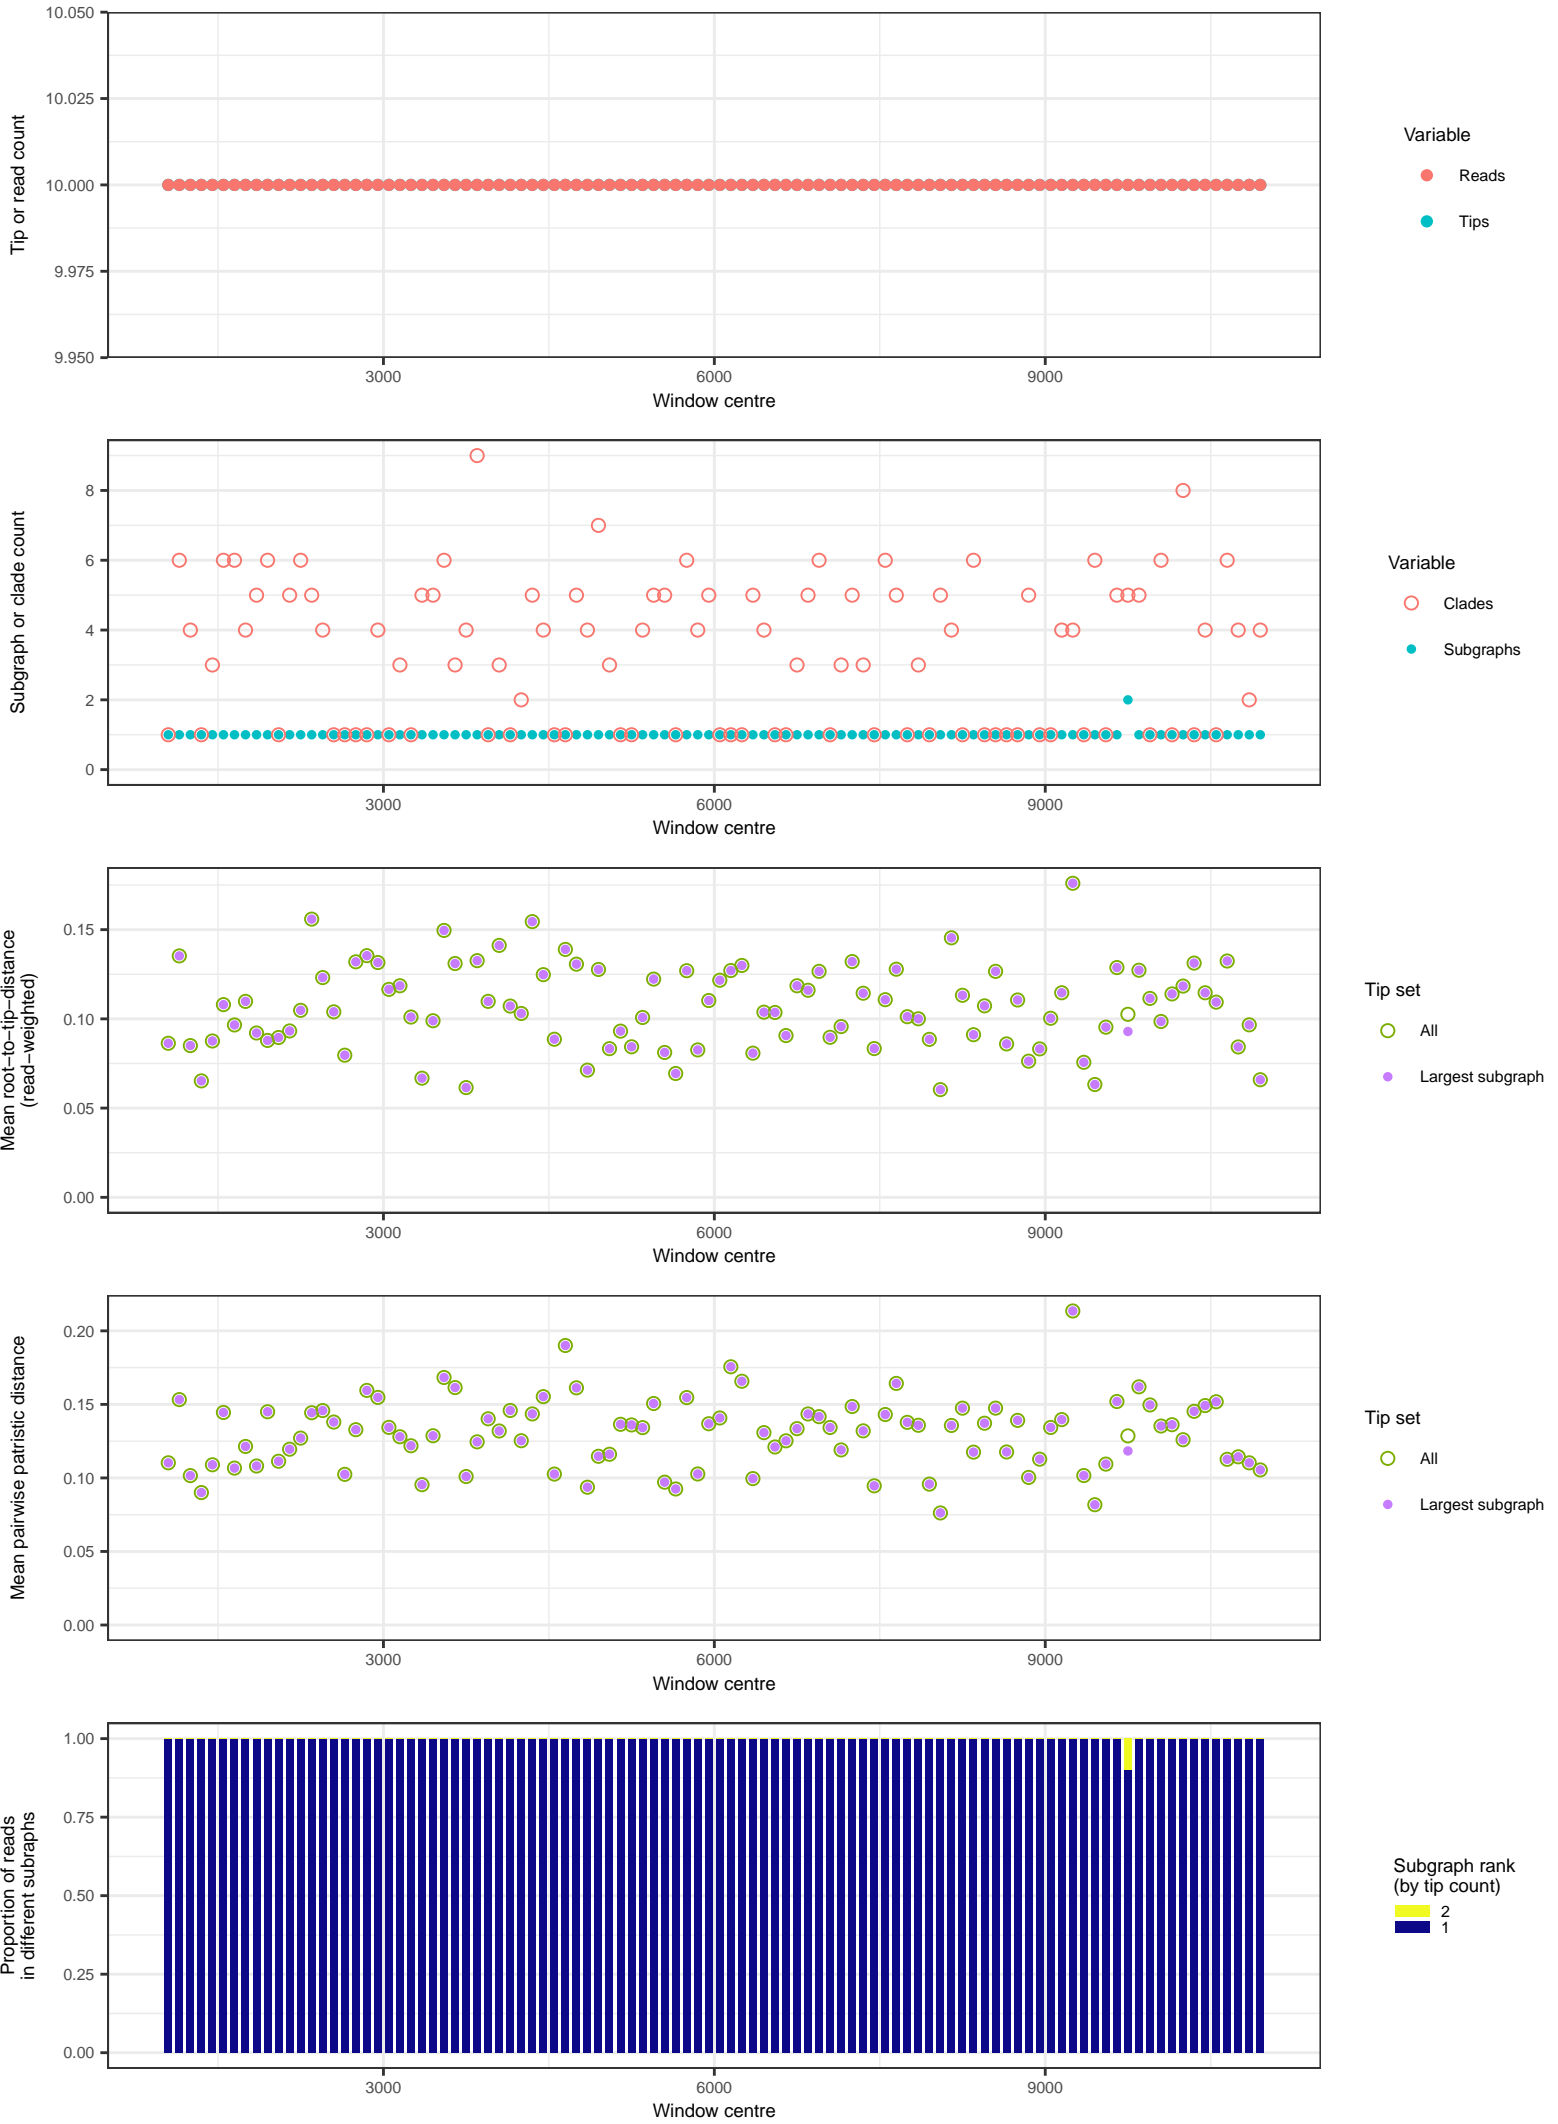 10.050
10.025
10.000
9.975
9.950
Tip or read count
3000
6000
9000
Window centre
Variable
Reads
Tips
8
6
4
2
0
Subgraph or clade count
3000
6000
9000
Window centre
Variable
Clades
Subgraphs
0.15
0.10
0.05
0.00
Mean root−to−tip−distance
(read−weighted)
3000
6000
9000
Window centre
Tip set
All
Largest subgraph
0.20
0.15
0.10
0.05
0.00
Mean pairwise patristic distance
3000
6000
9000
Window centre
Tip set
All
Largest subgraph
1.00
0.75
0.50
0.25
0.00
Proportion of reads
in different subraphs
3000
6000
9000
Window centre
Subgraph rank
(by tip count)
2
1